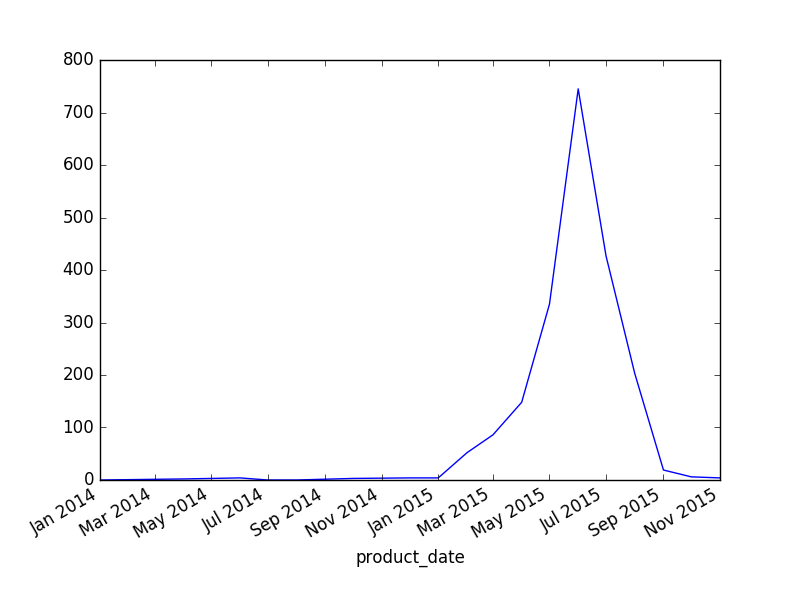 800
700
600
500
400
300
200
100
0
Jan 2014
Mar 2014
May 2014
Jul 2014
Sep 2014
Nov 2014
Jan 2015
Mar 2015
May 2015
Jul 2015
Sep 2015
Nov 2015
product_date